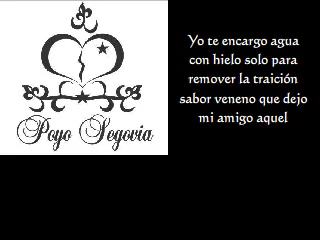 Poyo Segovia
Yo te encargo agua
con hielo solo para
remover la traición
sabor veneno que dejo
mi amigo aquel